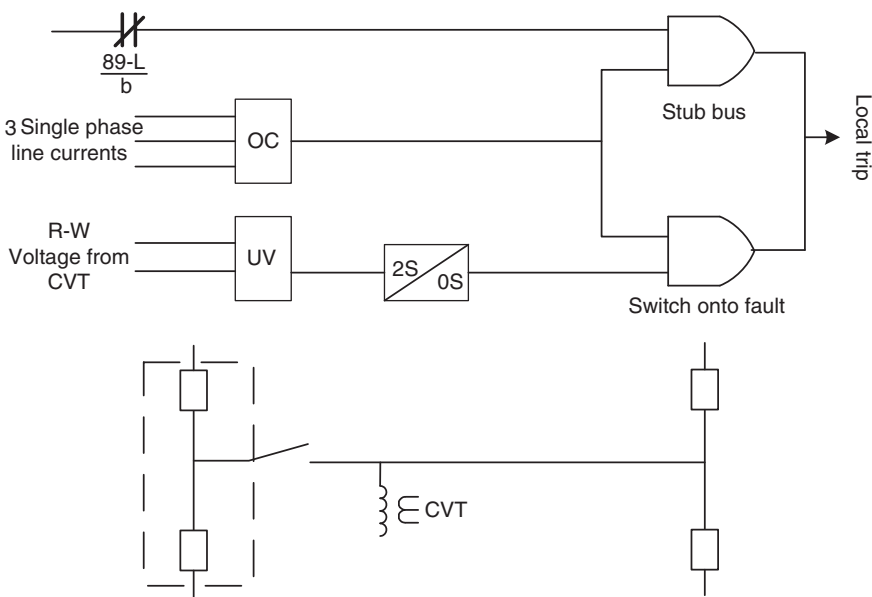 89-L
b
3 Single phase
line currents
OC
Stub bus
Local trip
R-W
Voltage from
CVT
UV
2S
0S
Switch onto fault
CVT